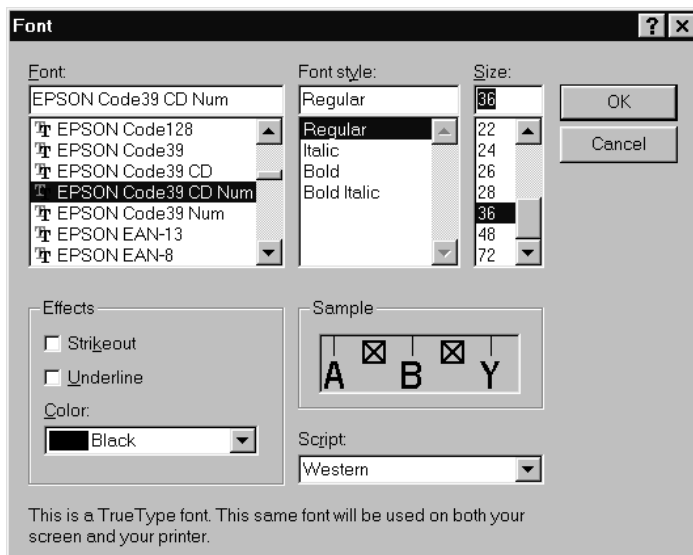 Font
Font:
Font style:
Size:
EPSON Code39 CD Num
Regular
36
OK
EPSON Code128
EPSON Code39
EPSON Code39 CD
EPSON Code39 CD Num
EPSON Code39 Num
EPSON EAN-13
EPSON EAN-8
Regular
Italic
Bold
Bold Italic
22
24
26
28
36
48
72
Cancel
Effects
Strikeout
Underline
Color:
Black
Sample
A B Y
Script:
Western
This is a TrueType font. This same font will be used on both your
screen and your printer.